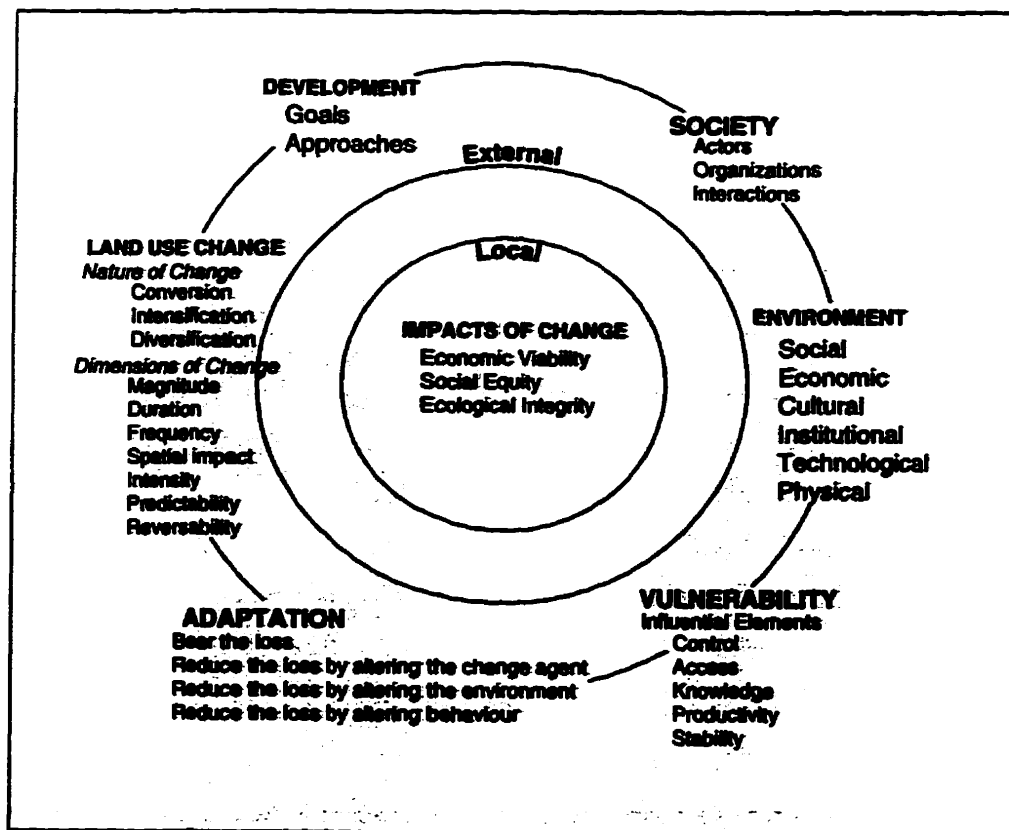 DEVELOPMENT
Goals
Approaches
SOCIETY
Actors
Organizations
Interactions
External
Local
LAND USE CHANGE
Nature of Change
Conversion
Intensification
Diversification
Dimensions of Change
Magnitude
Duration
Frequency
Spatial impact
Intensity
Predictability
Reversability
IMPACTS OF CHANGE
Economic Viability
Social Equity
Ecological Integrity
ENVIRONMENT
Social
Economic
Cultural
Institutional
Technological
Physical
ADAPTATION
Bear the loss
Reduce the loss by altering the change agent
Reduce the loss by altering the environment
Reduce the loss by altering behaviour
VULNERABILITY
Influential Elements
Control
Access
Knowledge
Productivity
Stability